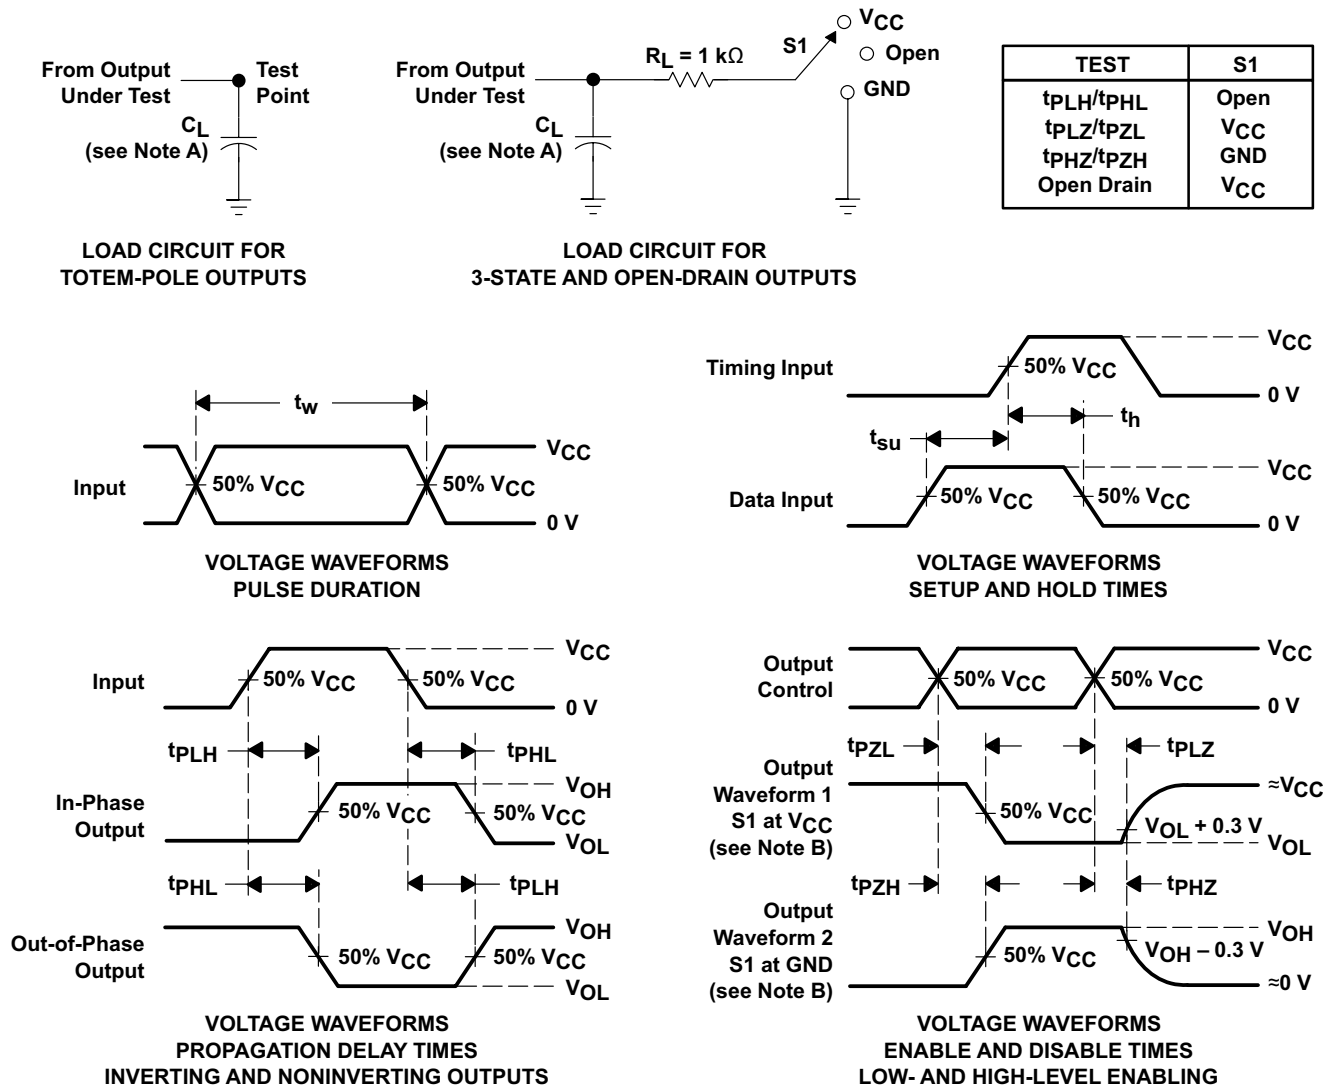 From Output
Under Test
Test
Point
CL
(see Note A)
LOAD CIRCUIT FOR
TOTEM-POLE OUTPUTS
From Output
Under Test
RL = 1 kΩ
S1
VCC
Open
GND
CL
(see Note A)
LOAD CIRCUIT FOR
3-STATE AND OPEN-DRAIN OUTPUTS
TEST S1
tPLH/tPHL Open
tPLZ/tPZL VCC
tPHZ/tPZH GND
Open Drain VCC
tw
Input
50% VCC
50% VCC
VCC
0 V
VOLTAGE WAVEFORMS
PULSE DURATION
Timing Input
50% VCC
VCC
0 V
tsu
th
Data Input
50% VCC
50% VCC
VCC
0 V
VOLTAGE WAVEFORMS
SETUP AND HOLD TIMES
Input
50% VCC
50% VCC
VCC
0 V
tPLH
tPHL
In-Phase
Output
50% VCC
50% VCC
VOH
VOL
tPHL
tPLH
Out-of-Phase
Output
50% VCC
50% VCC
VOH
VOL
VOLTAGE WAVEFORMS
PROPAGATION DELAY TIMES
INVERTING AND NONINVERTING OUTPUTS
Output
Control
50% VCC
50% VCC
VCC
0 V
tPZL
tPLZ
Output
Waveform 1
S1 at VCC
(see Note B)
50% VCC
≈VCC
VOL + 0.3 V
VOL
tPZH
tPHZ
Output
Waveform 2
S1 at GND
(see Note B)
50% VCC
VOH
VOH – 0.3 V
≈0 V
VOLTAGE WAVEFORMS
ENABLE AND DISABLE TIMES
LOW- AND HIGH-LEVEL ENABLING